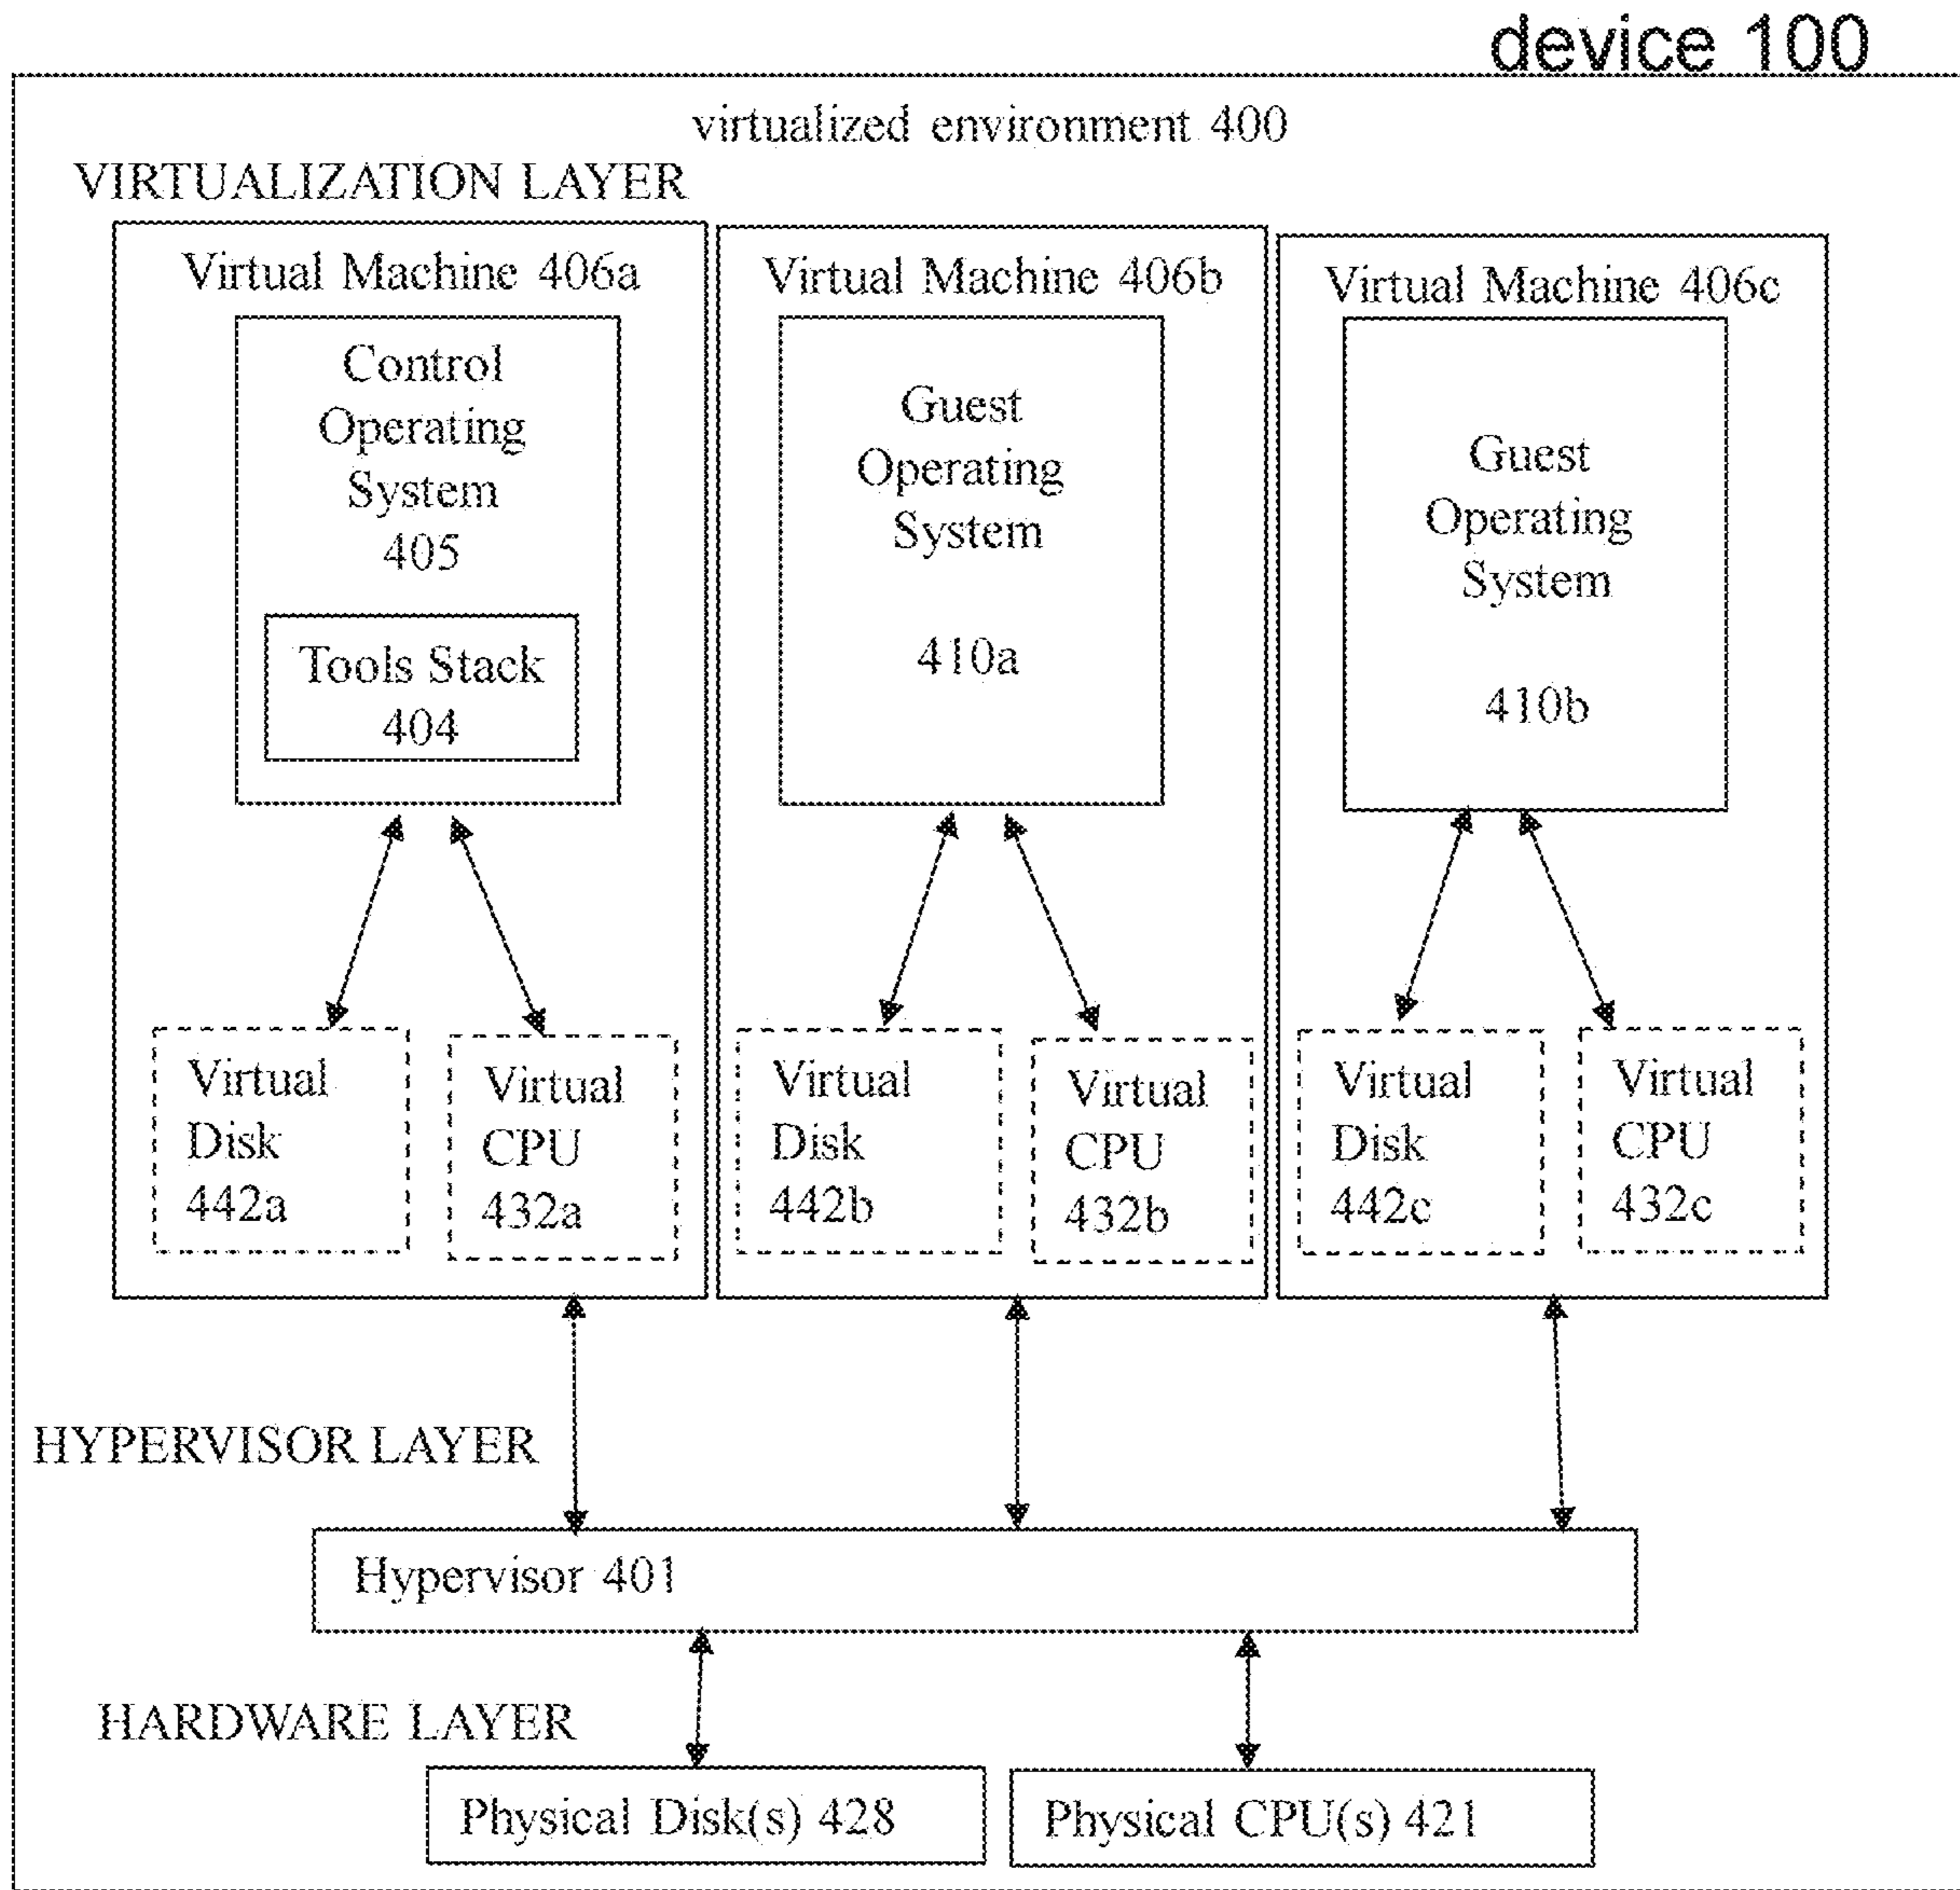 device 100
virtualized environment 400
VIRTUALIZATION LAYER
Virtual Machine 406a
Control
Operating
System
405
Tools Stack
404
Virtual
Disk
442a
Virtual
CPU
432a
Virtual Machine 406b
Guest
Operating
System
410a
Virtual
Disk
442b
Virtual
CPU
432b
Virtual Machine 406c
Guest
Operating
System
410b
Virtual
Disk
442c
Virtual
CPU
432c
HYPERVISOR LAYER
Hypervisor 401
HARDWARE LAYER
Physical Disk(s) 428
Physical CPU(s) 421